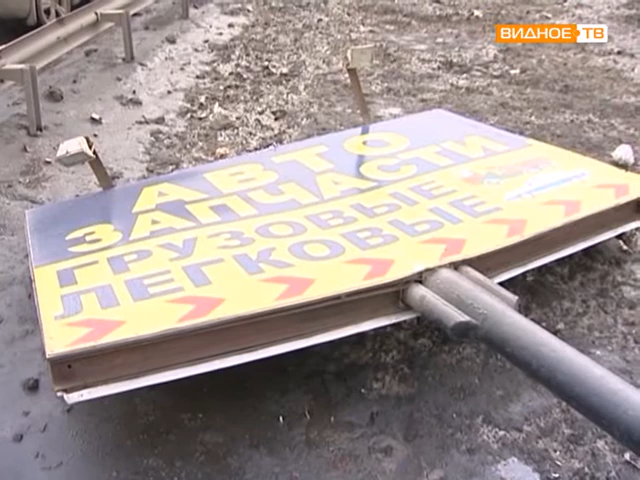 ВИДНОЕ ТВ
АВТО
ЗАПЧАСТИ
ГРУЗОВЫЕ
ЛЕГКОВЫЕ